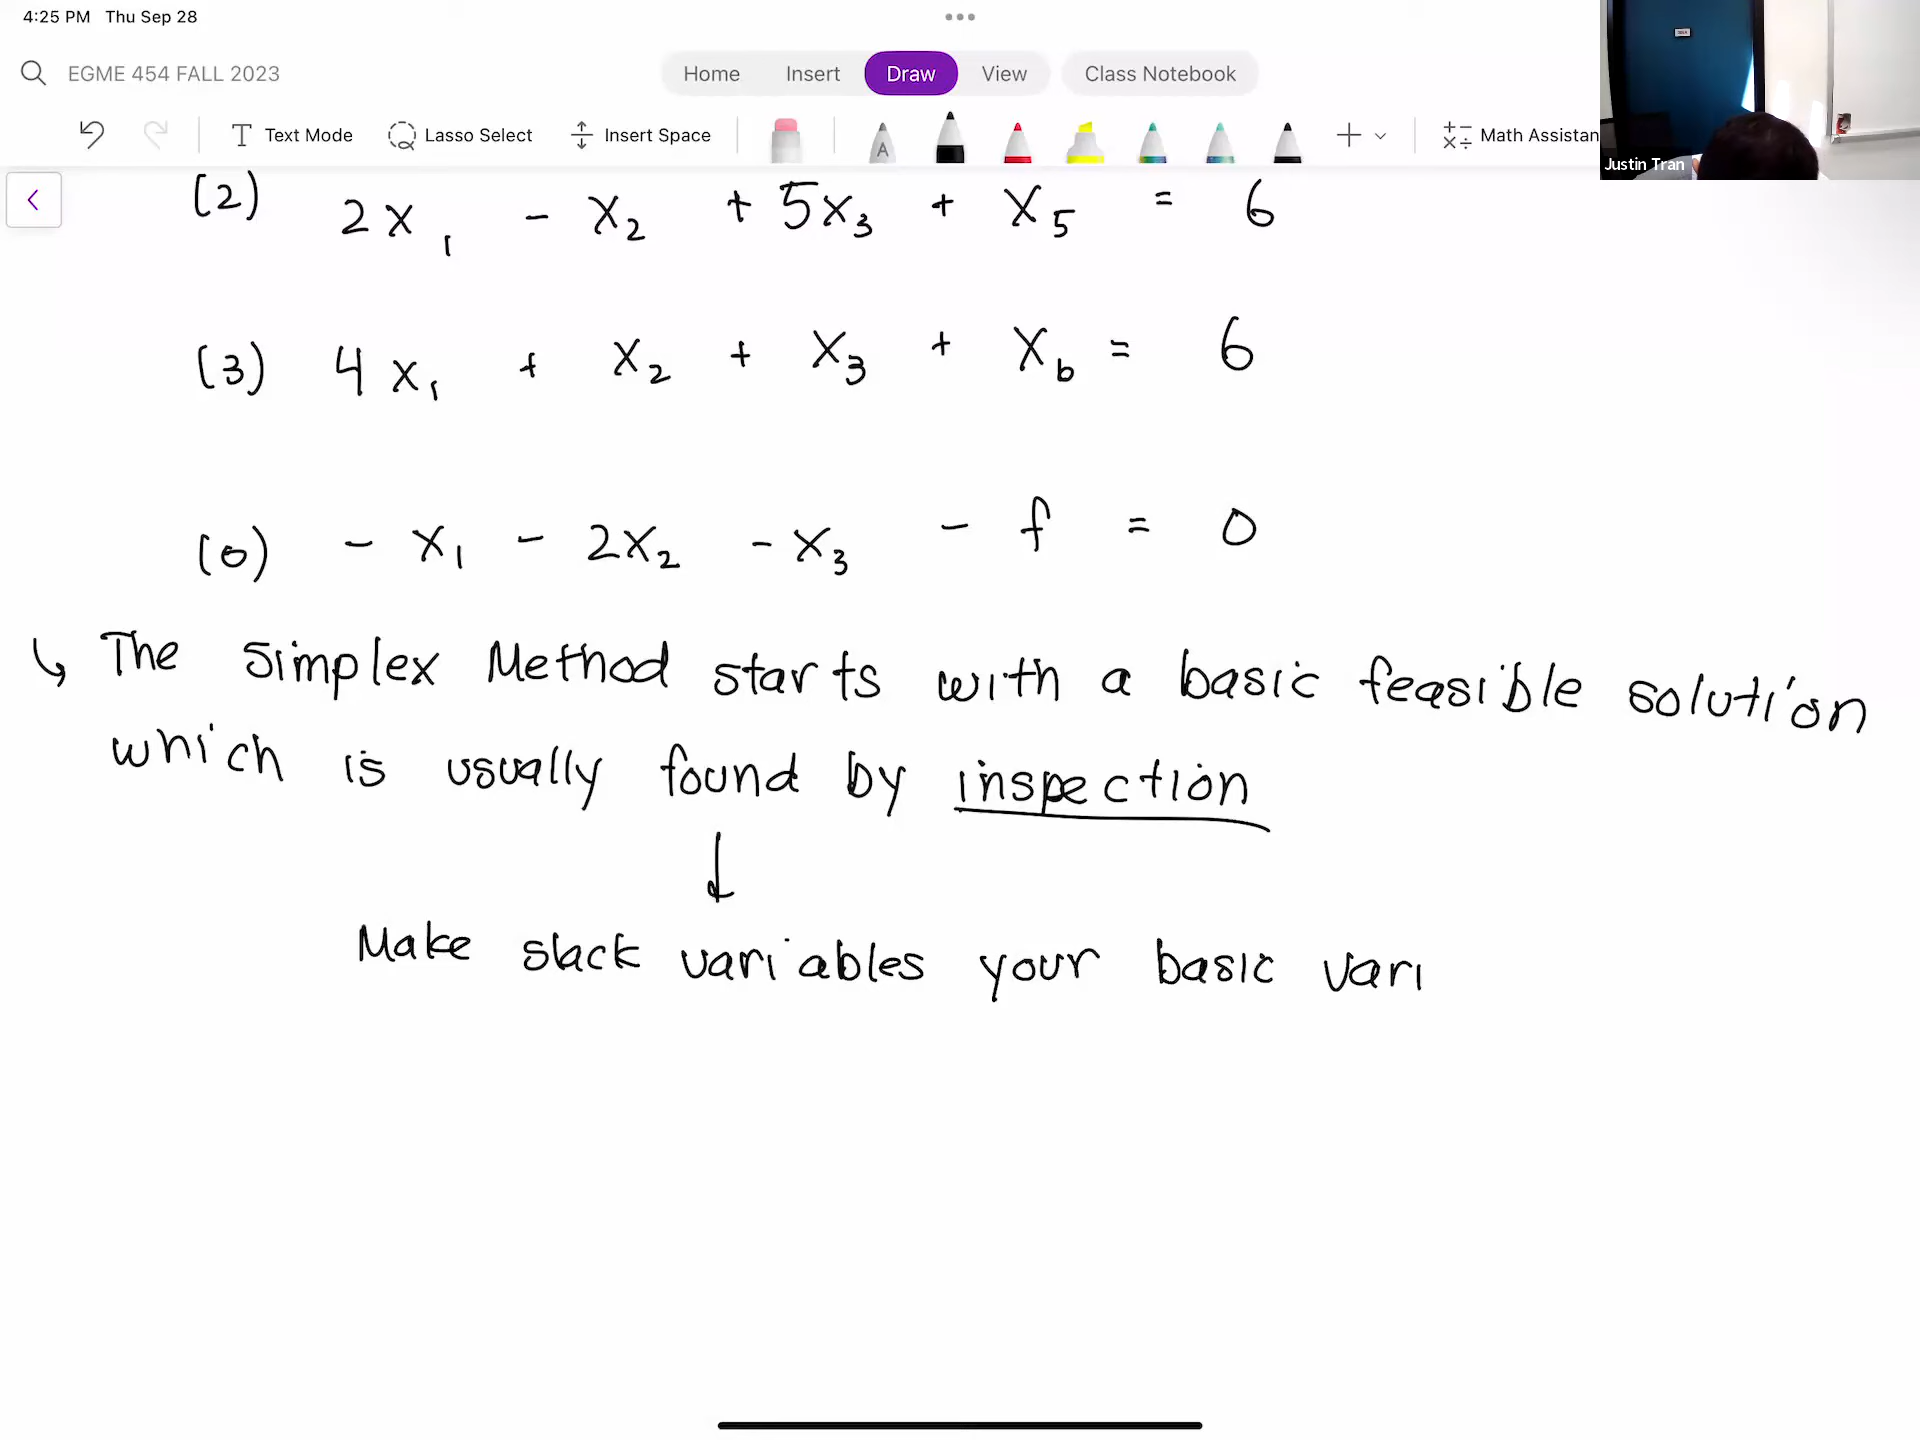 4:25 PM Thu Sep 28
EGME 454 FALL 2023
Home Insert Draw View Class Notebook
Text Mode Lasso Select Insert Space A Math Assistan
Justin Tran
(2) 2x₁ - x₂ + 5x₃ + x₅ = 6
(3) 4x₁ + x₂ + x₃ + x₆ = 6
(0) - x₁ - 2x₂ - x₃ - f = 0
↳ The Simplex Method starts with a basic feasible solution
which is usually found by inspection
↓
Make slack variables your basic vari